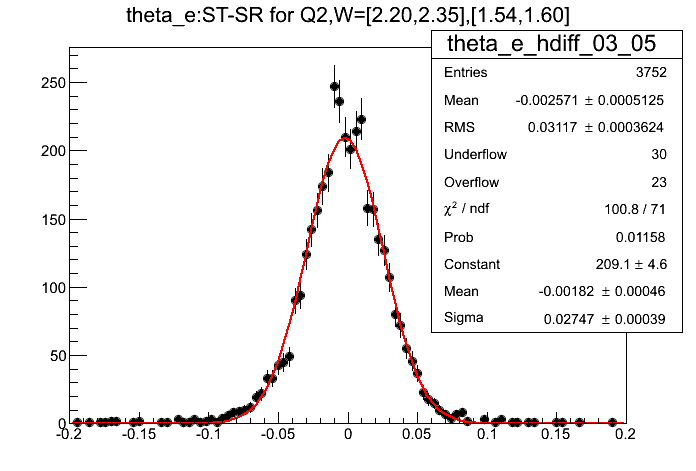 theta_e:ST-SR for Q2,W=[2.20,2.35],[1.54,1.60]
theta_e_hdiff_03_05
Entries 3752
Mean -0.002571 ± 0.0005125
RMS 0.03117 ± 0.0003624
Underflow 30
Overflow 23
χ² / ndf 100.8 / 71
Prob 0.01158
Constant 209.1 ± 4.6
Mean -0.00182 ± 0.00046
Sigma 0.02747 ± 0.00039
250
200
150
100
50
0
-0.2 -0.15 -0.1 -0.05 0 0.05 0.1 0.15 0.2